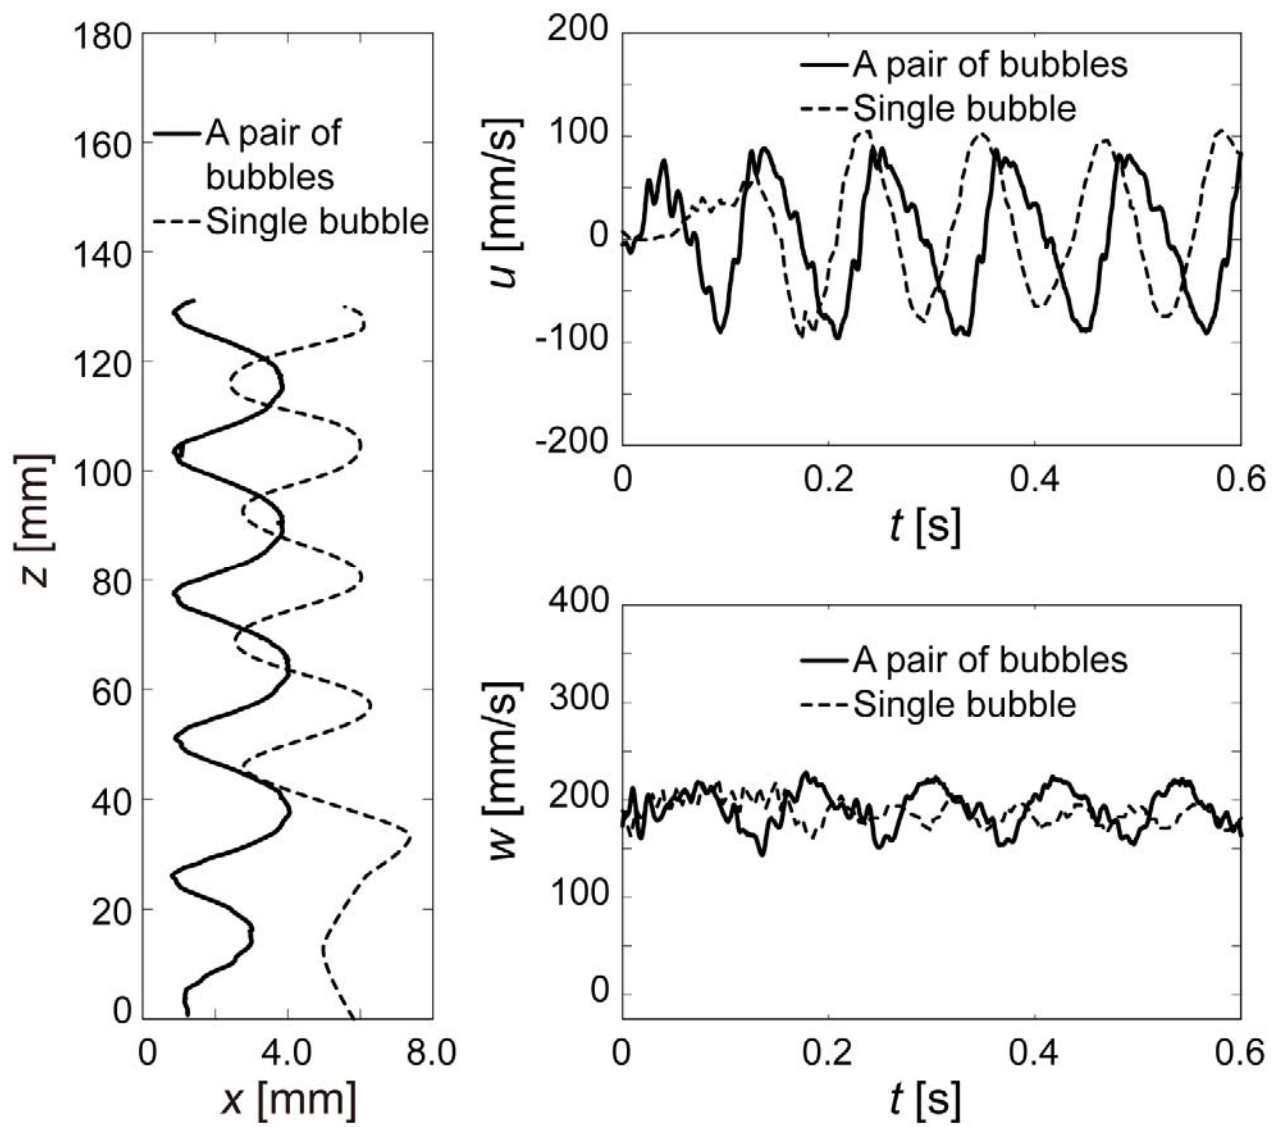 180
160
140
120
100
80
60
40
20
0
z [mm]
A pair of
bubbles
Single bubble
0
4.0
8.0
x [mm]
200
100
0
-100
-200
u [mm/s]
A pair of bubbles
Single bubble
0
0.2
0.4
0.6
t [s]
400
300
200
100
0
w [mm/s]
A pair of bubbles
Single bubble
0
0.2
0.4
0.6
t [s]